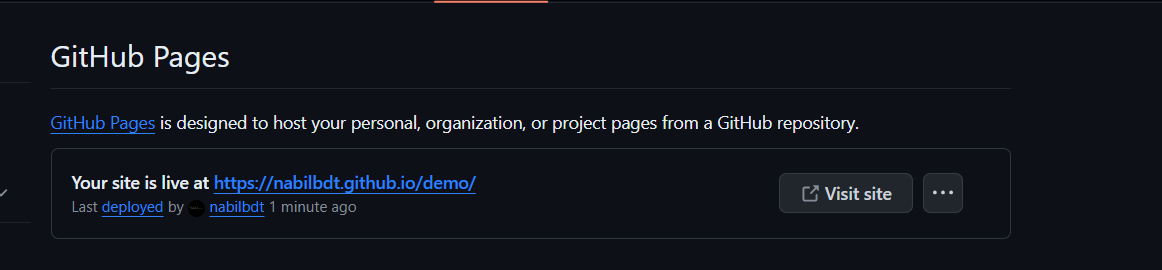 GitHub Pages
GitHub Pages is designed to host your personal, organization, or project pages from a GitHub repository.
Your site is live at https://nabilbdt.github.io/demo/
Last deployed by nabilbdt 1 minute ago
Visit site